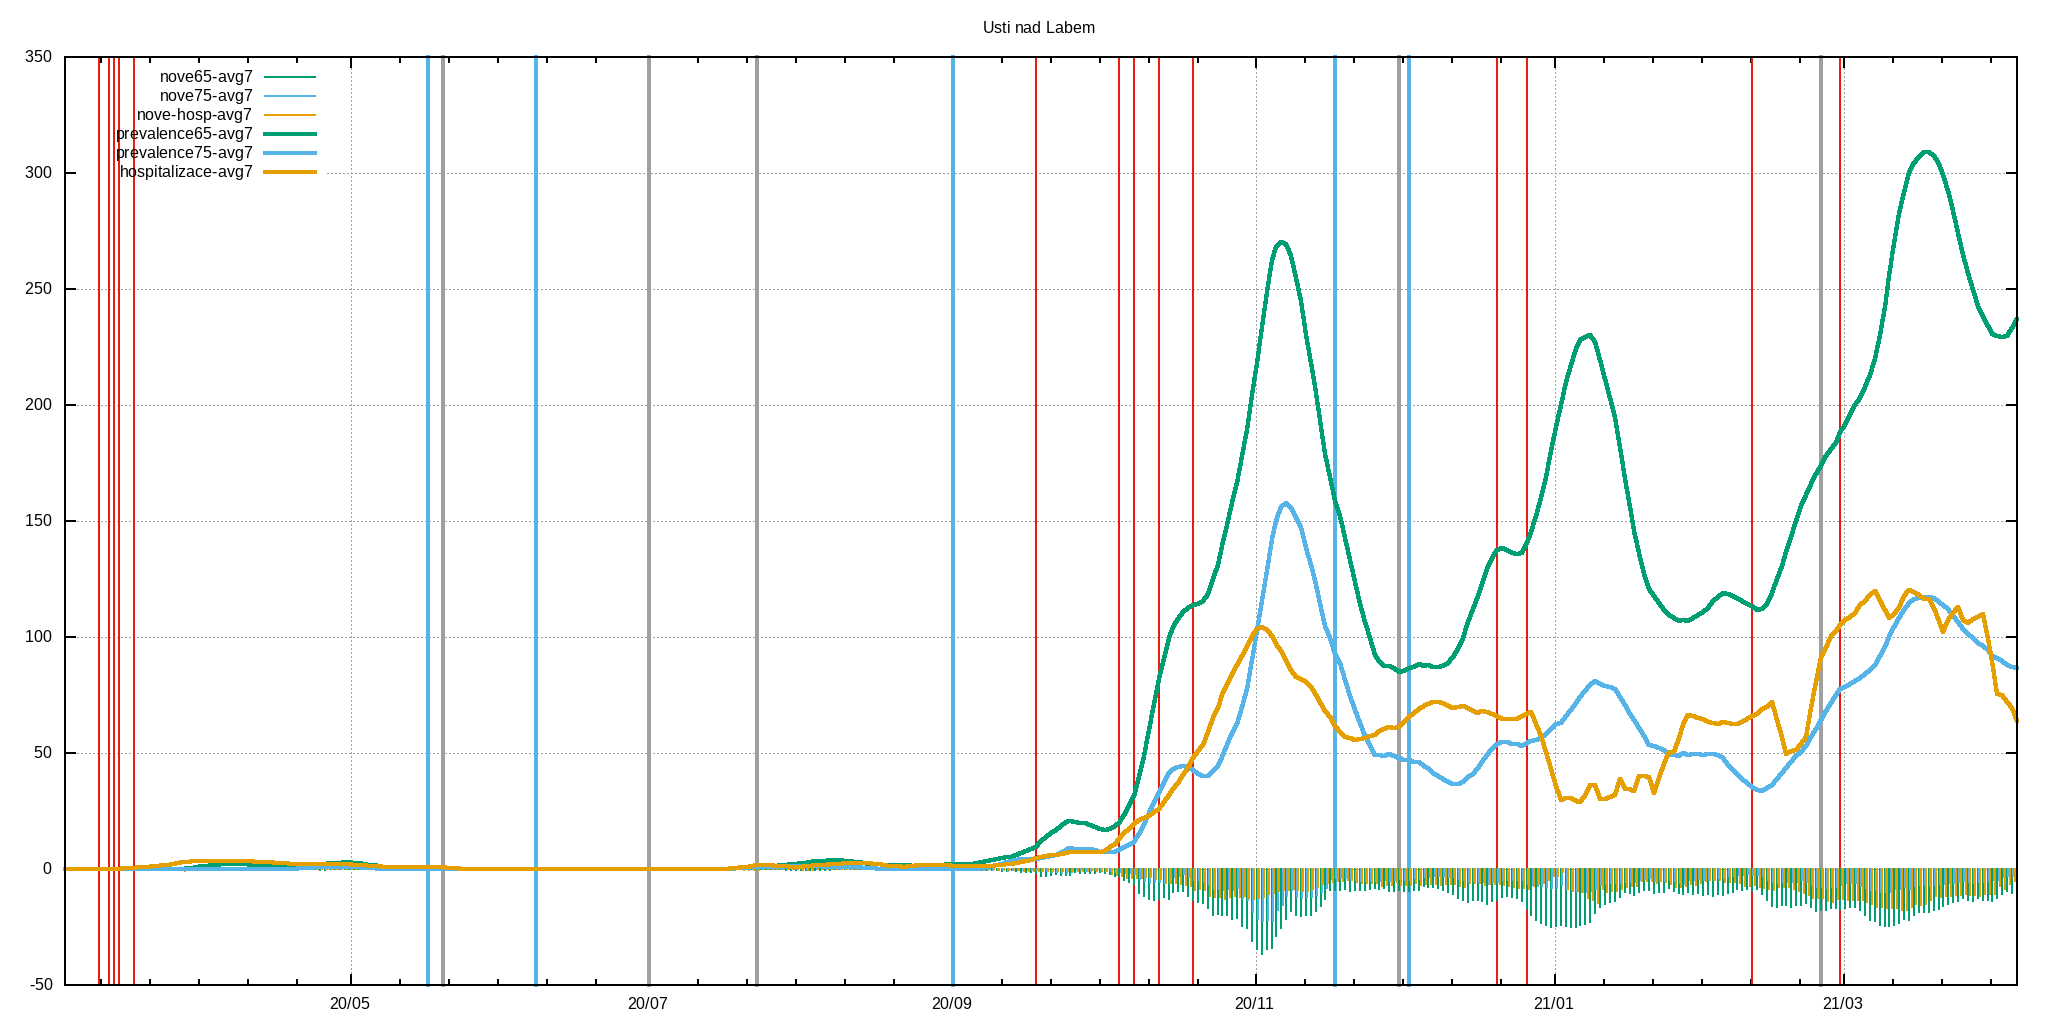 Usti nad Labem
350
300
250
200
150
100
50
0
-50
nove65-avg7
nove75-avg7
nove-hosp-avg7
prevalence65-avg7
prevalence75-avg7
hospitalizace-avg7
20/05
20/07
20/09
20/11
21/01
21/03